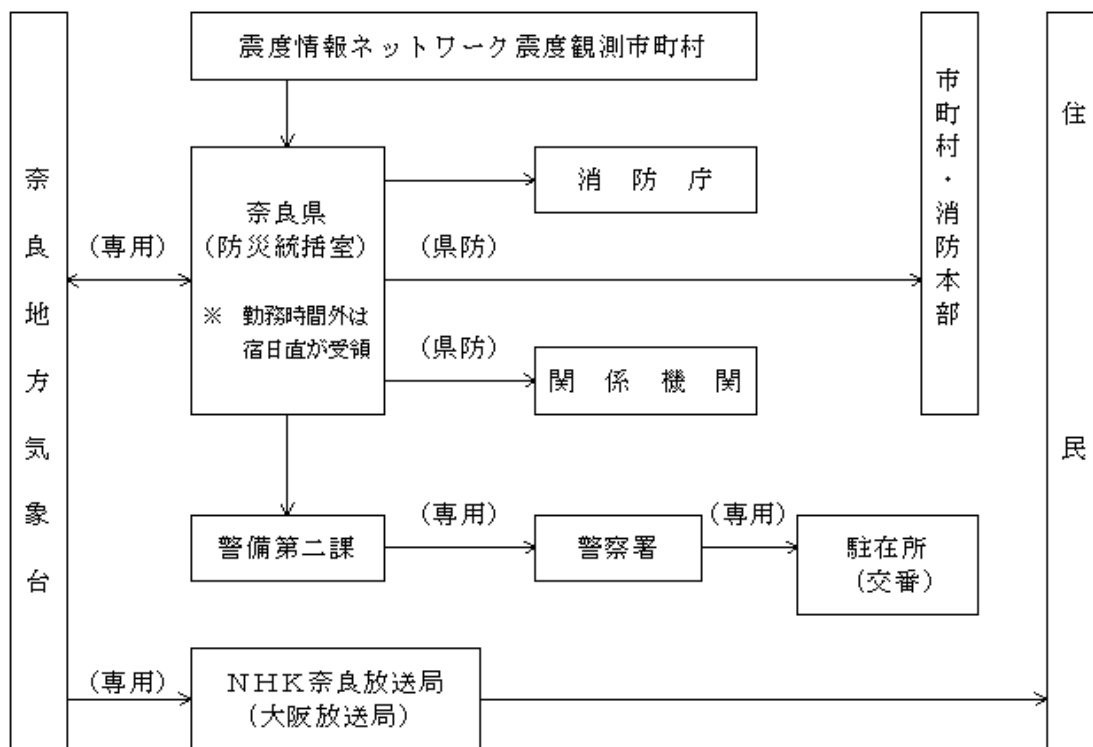 震度情報ネットワーク震度観測市町村
奈良地方気象台
市町村・消防本部
住民
消　防　庁
奈良県
(防災統括室)
※　勤務時間外は
宿日直が受領
(専用)
(県防)
(県防)
関　係　機　関
警備第二課
(専用)
警察署
(専用)
駐在所
(交番)
(専用)
ＮＨＫ奈良放送局
(大阪放送局)